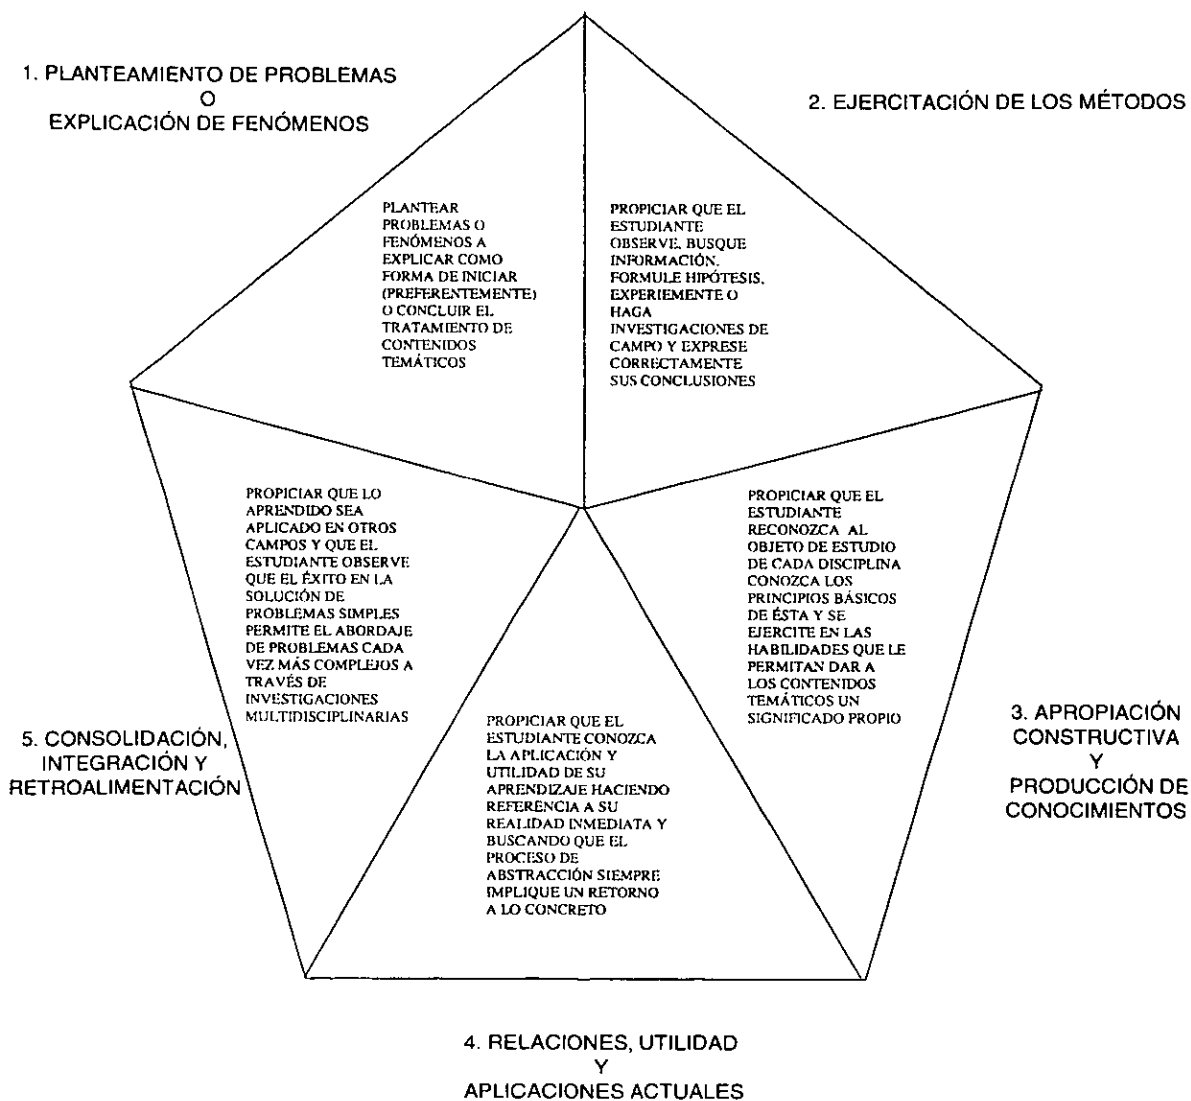 1. PLANTEAMIENTO DE PROBLEMAS
O
EXPLICACIÓN DE FENÓMENOS
PLANTEAR
PROBLEMAS O
FENÓMENOS A
EXPLICAR COMO
FORMA DE INICIAR
(PREFERENTEMENTE)
O CONCLUIR EL
TRATAMIENTO DE
CONTENIDOS
TEMÁTICOS
2. EJERCITACIÓN DE LOS MÉTODOS
PROPICIAR QUE EL
ESTUDIANTE
OBSERVE, BUSQUE
INFORMACIÓN,
FORMULE HIPÓTESIS,
EXPERIEMENTE O
HAGA
INVESTIGACIONES DE
CAMPO Y EXPRESE
CORRECTAMENTE
SUS CONCLUSIONES
PROPICIAR QUE EL
ESTUDIANTE
RECONOZCA AL
OBJETO DE ESTUDIO
DE CADA DISCIPLINA
CONOZCA LOS
PRINCIPIOS BÁSICOS
DE ÉSTA Y SE
EJERCITE EN LAS
HABILIDADES QUE LE
PERMITAN DAR A
LOS CONTENIDOS
TEMÁTICOS UN
SIGNIFICADO PROPIO
3. APROPIACIÓN
CONSTRUCTIVA
Y
PRODUCCIÓN DE
CONOCIMIENTOS
PROPICIAR QUE EL
ESTUDIANTE CONOZCA
LA APLICACIÓN Y
UTILIDAD DE SU
APRENDIZAJE HACIENDO
REFERENCIA A SU
REALIDAD INMEDIATA Y
BUSCANDO QUE EL
PROCESO DE
ABSTRACCIÓN SIEMPRE
IMPLIQUE UN RETORNO
A LO CONCRETO
4. RELACIONES, UTILIDAD
Y
APLICACIONES ACTUALES
PROPICIAR QUE LO
APRENDIDO SEA
APLICADO EN OTROS
CAMPOS Y QUE EL
ESTUDIANTE OBSERVE
QUE EL ÉXITO EN LA
SOLUCIÓN DE
PROBLEMAS SIMPLES
PERMITE EL ABORDAJE
DE PROBLEMAS CADA
VEZ MÁS COMPLEJOS A
TRAVÉS DE
INVESTIGACIONES
MULTIDISCIPLINARIAS
5. CONSOLIDACIÓN,
INTEGRACIÓN Y
RETROALIMENTACIÓN